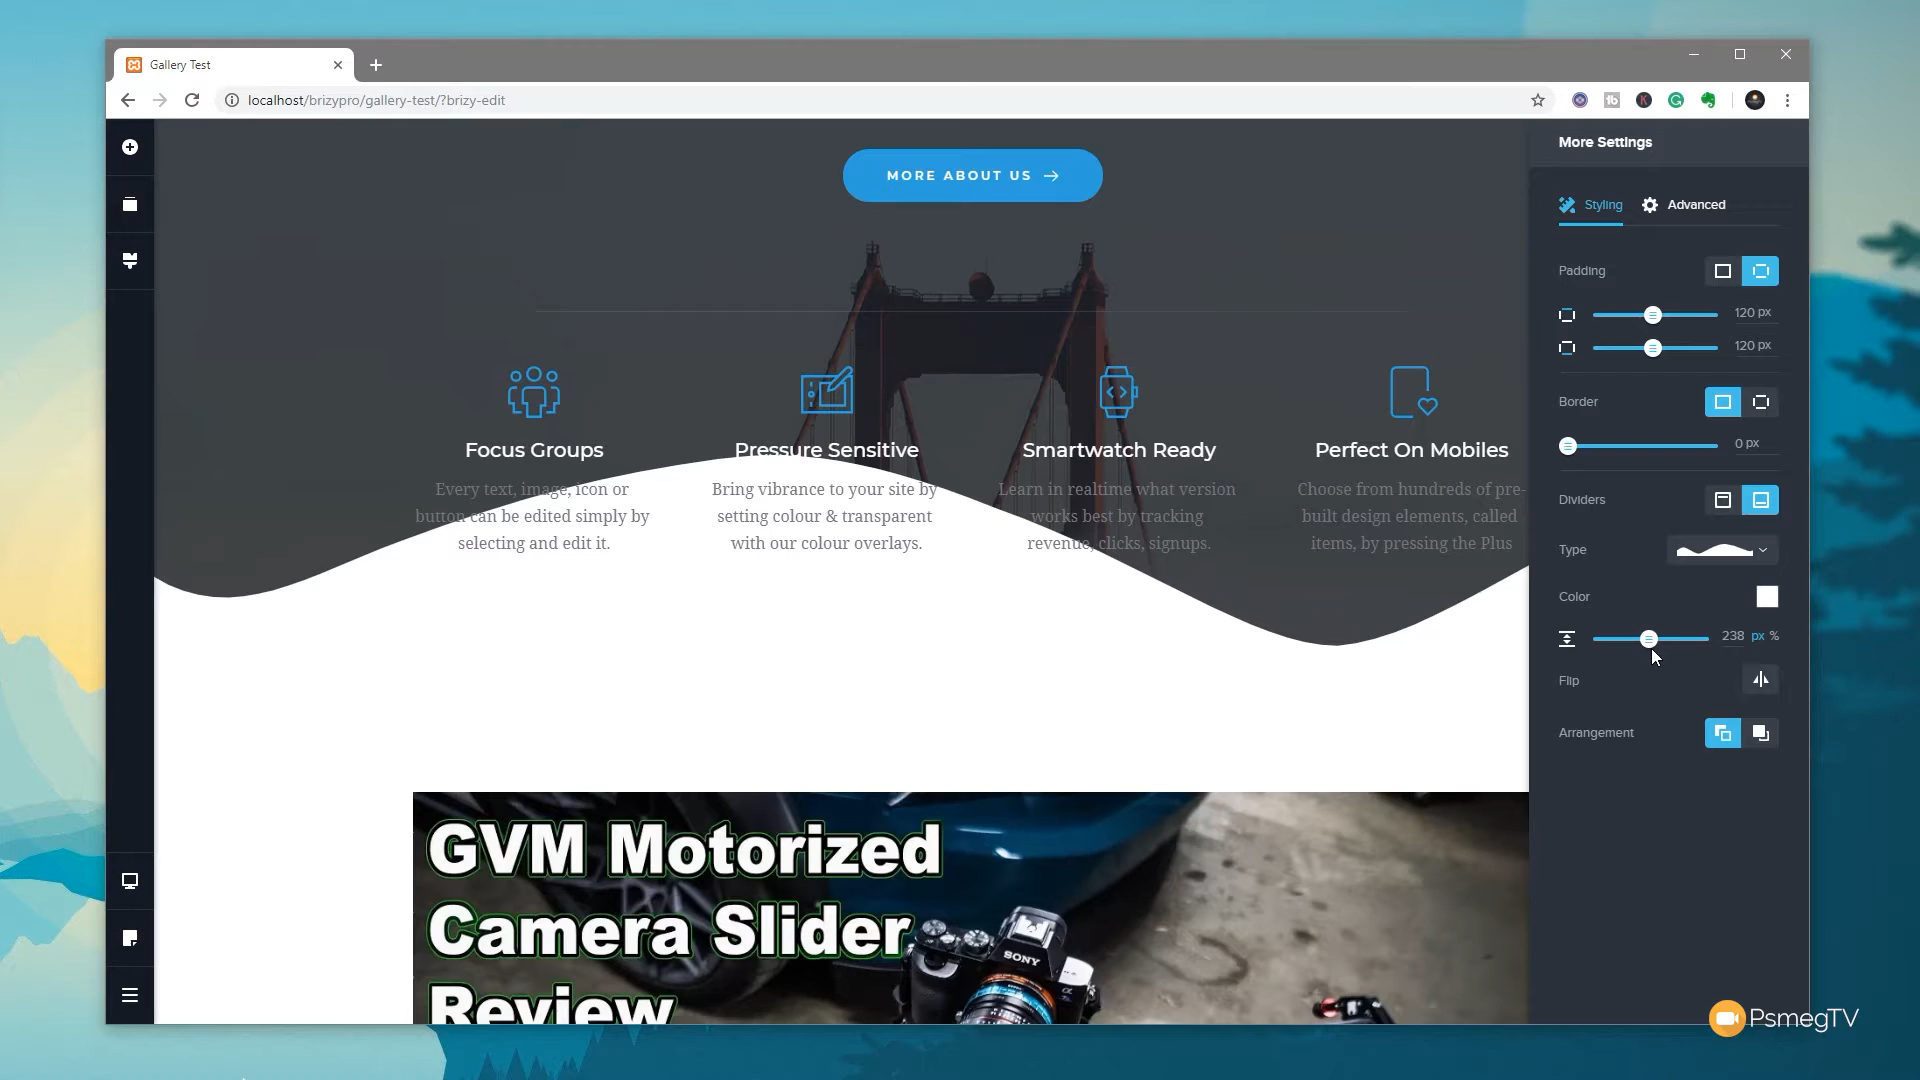 Gallery Test
localhost/brizypro/gallery-test/?brizy-edit
MORE ABOUT US
Focus Groups
Every text, image, icon or
button can be edited simply by
selecting and edit it.
Pressure Sensitive
Bring vibrance to your site by
setting colour & transparent
with our colour overlays.
Smartwatch Ready
Learn in realtime what version
works best by tracking
revenue, clicks, signups.
Perfect On Mobiles
Choose from hundreds of pre-
built design elements, called
items, by pressing the Plus
GVM Motorized
Camera Slider
Review
SONY
More Settings
Styling
Advanced
Padding
120 px
120 px
Border
0 px
Dividers
Type
Color
238 px %
Flip
Arrangement
PsmegTV